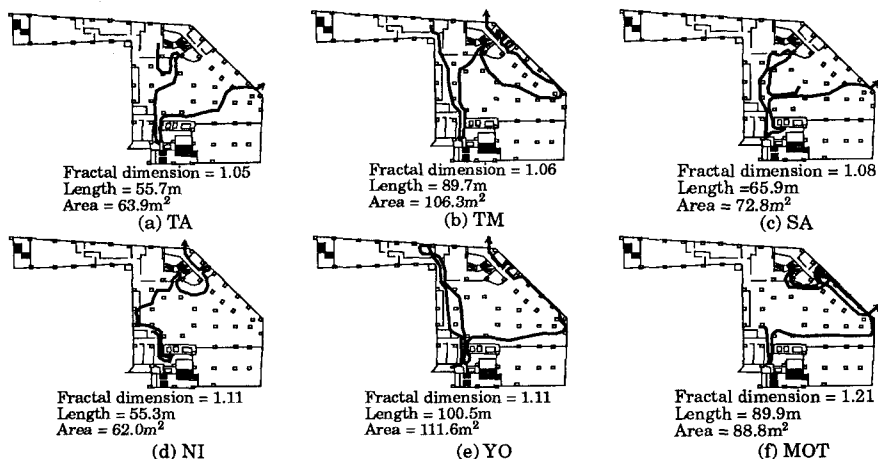 Fractal dimension = 1.05
Length = 55.7m
Area = 63.9m²
(a) TA
Fractal dimension = 1.06
Length = 89.7m
Area = 106.3m²
(b) TM
Fractal dimension = 1.08
Length =65.9m
Area = 72.8m²
(c) SA
Fractal dimension = 1.11
Length = 55.3m
Area = 62.0m²
(d) NI
Fractal dimension = 1.11
Length = 100.5m
Area = 111.6m²
(e) YO
Fractal dimension = 1.21
Length = 89.9m
Area = 88.8m²
(f) MOT